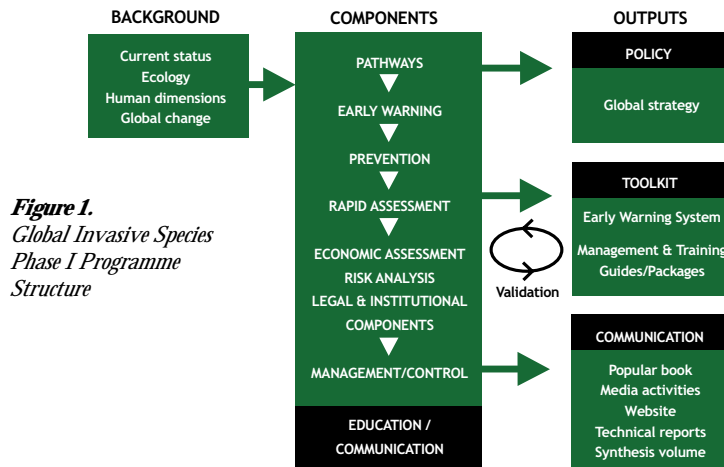 BACKGROUND
Current status
Ecology
Human dimensions
Global change
Figure 1.
Global Invasive Species
Phase I Programme
Structure
COMPONENTS
PATHWAYS
EARLY WARNING
PREVENTION
RAPID ASSESSMENT
ECONOMIC ASSESSMENT
RISK ANALYSIS
LEGAL & INSTITUTIONAL
COMPONENTS
MANAGEMENT/CONTROL
EDUCATION /
COMMUNICATION
Validation
OUTPUTS
POLICY
Global strategy
TOOLKIT
Early Warning System
Management & Training
Guides/Packages
COMMUNICATION
Popular book
Media activities
Website
Technical reports
Synthesis volume